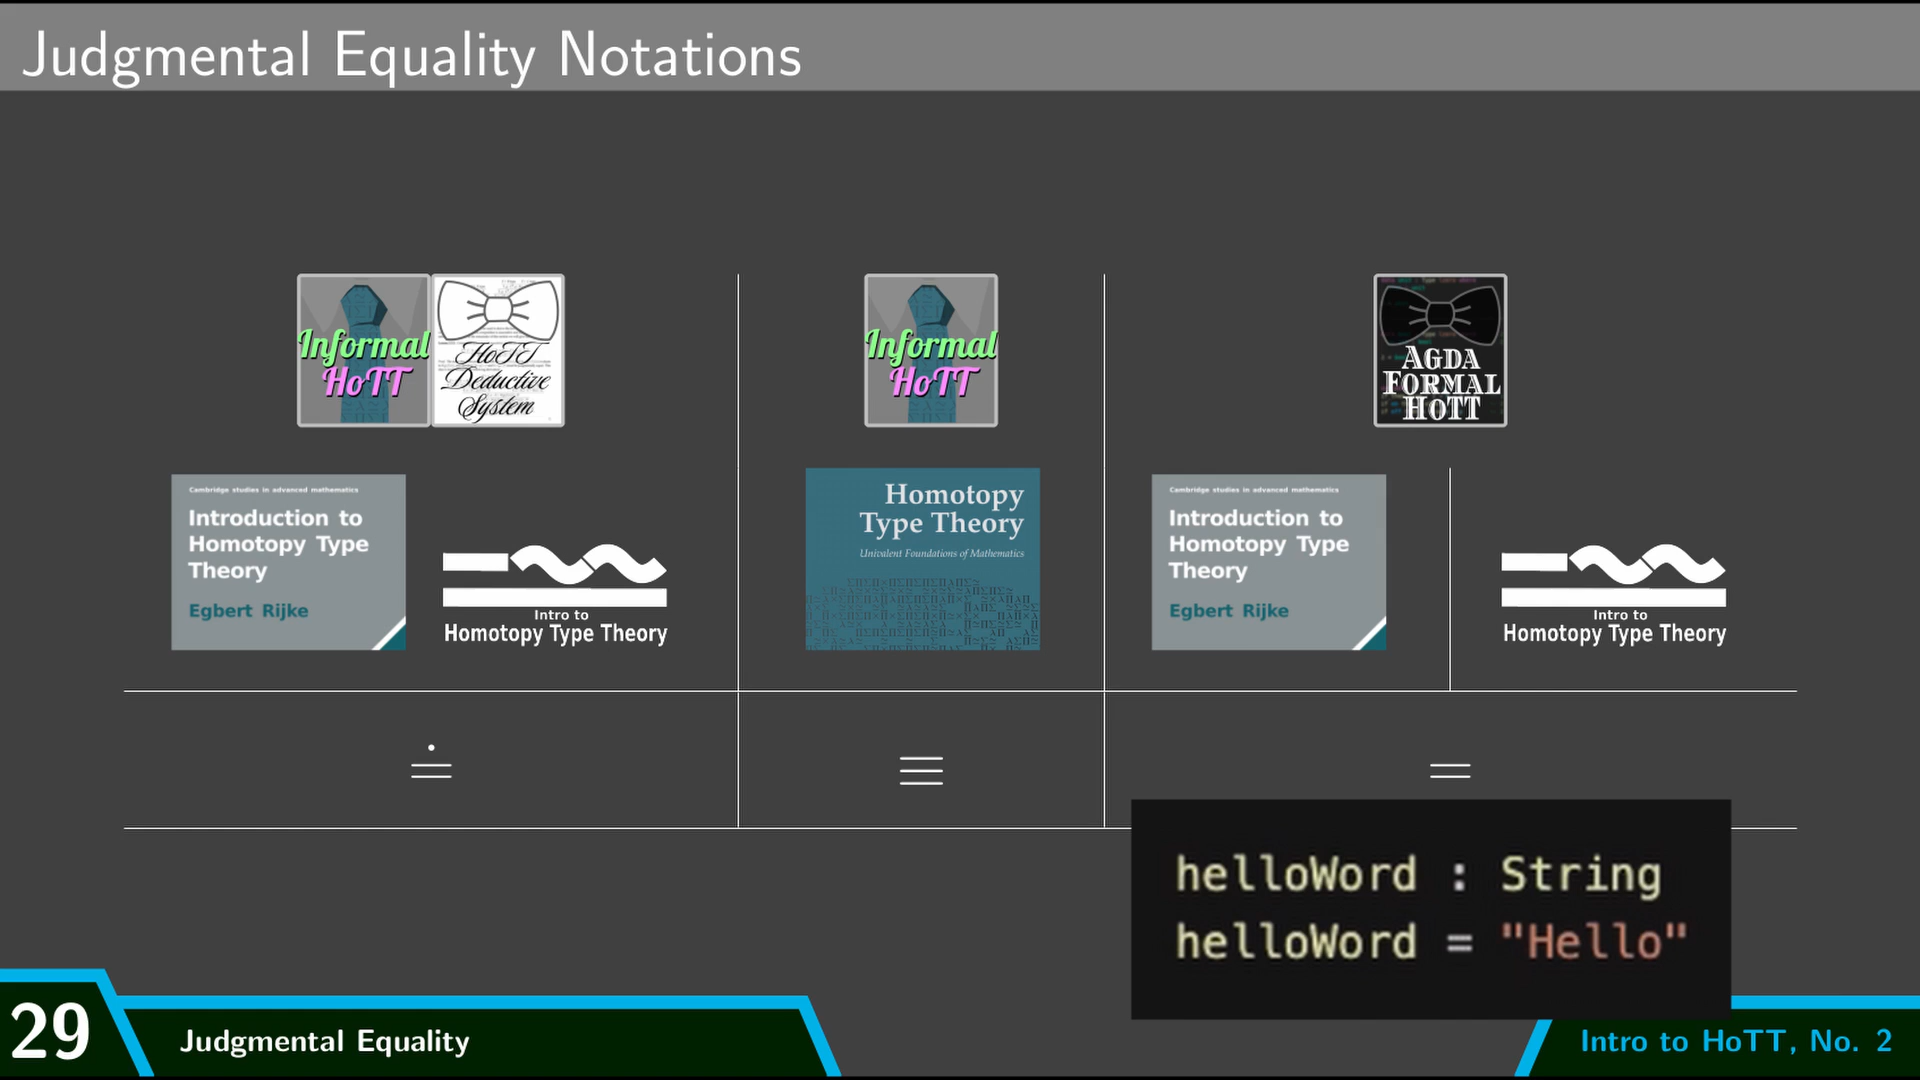 Judgmental Equality Notations
Informal
HoTT
HoTT
Deductive
System
Informal
HoTT
AGDA
FORMAL
HOTT
Cambridge studies in advanced mathematics
Introduction to
Homotopy Type
Theory
Egbert Rijke
Intro to
Homotopy Type Theory
Homotopy
Type Theory
Univalent Foundations of Mathematics
Cambridge studies in advanced mathematics
Introduction to
Homotopy Type
Theory
Egbert Rijke
Intro to
Homotopy Type Theory
≐
≡
=
helloWord : String
helloWord = "Hello"
29
Judgmental Equality
Intro to HoTT, No. 2